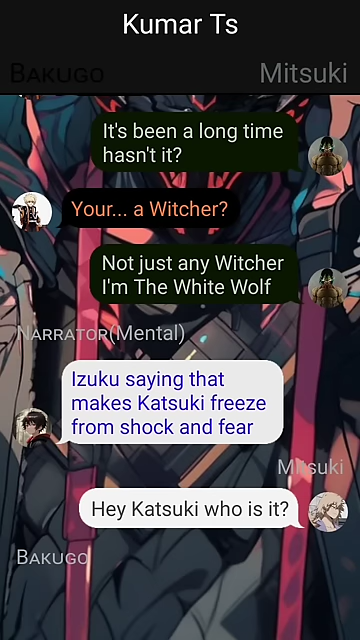 Kumar Ts
BAKUGO
Mitsuki
It's been a long time
hasn't it?
Your... a Witcher?
Not just any Witcher
I'm The White Wolf
NARRATOR(Mental)
Izuku saying that
makes Katsuki freeze
from shock and fear
Mitsuki
Hey Katsuki who is it?
BAKUGO